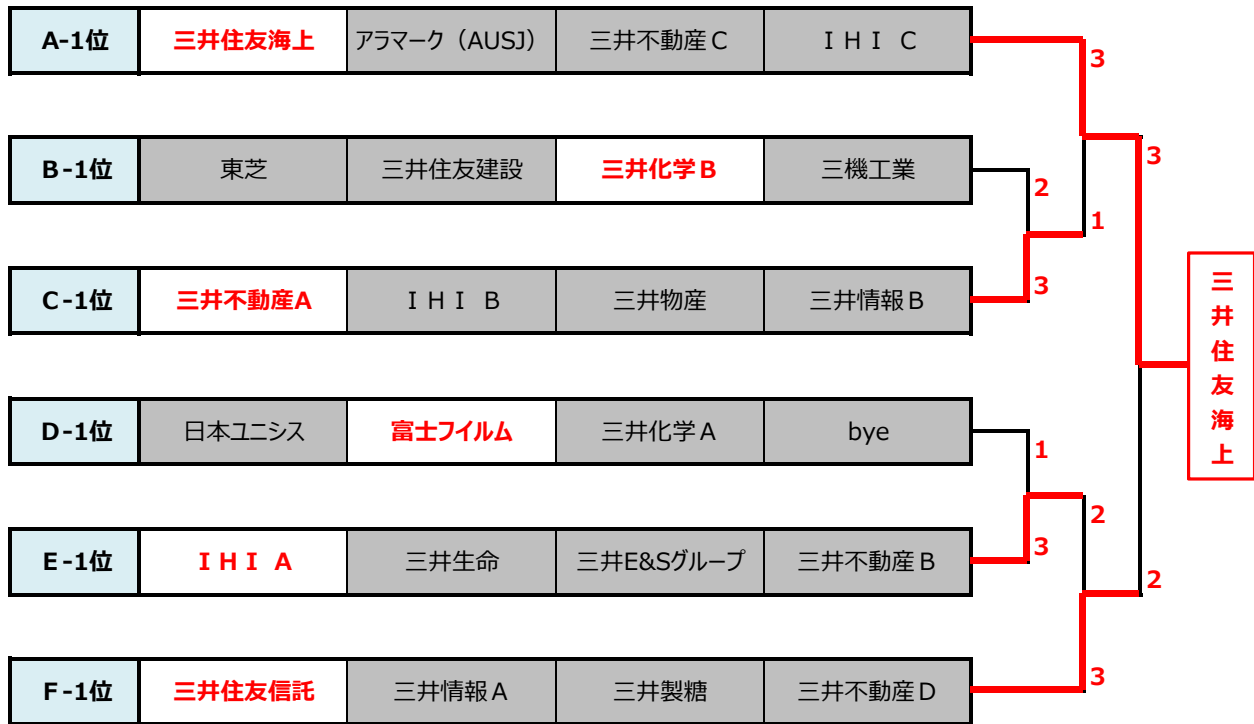 A-1位 三井住友海上 アラマーク（AUSJ） 三井不動産Ｃ ＩＨＩ Ｃ
3
B-1位 東芝 三井住友建設 三井化学Ｂ 三機工業
3
2
1
C-1位 三井不動産A ＩＨＩ Ｂ 三井物産 三井情報Ｂ
3
三井住友海上
D-1位 日本ユニシス 富士フイルム 三井化学Ａ bye
1
2
E-1位 ＩＨＩ Ａ 三井生命 三井E&Sグループ 三井不動産Ｂ
3
2
F-1位 三井住友信託 三井情報Ａ 三井製糖 三井不動産Ｄ
3